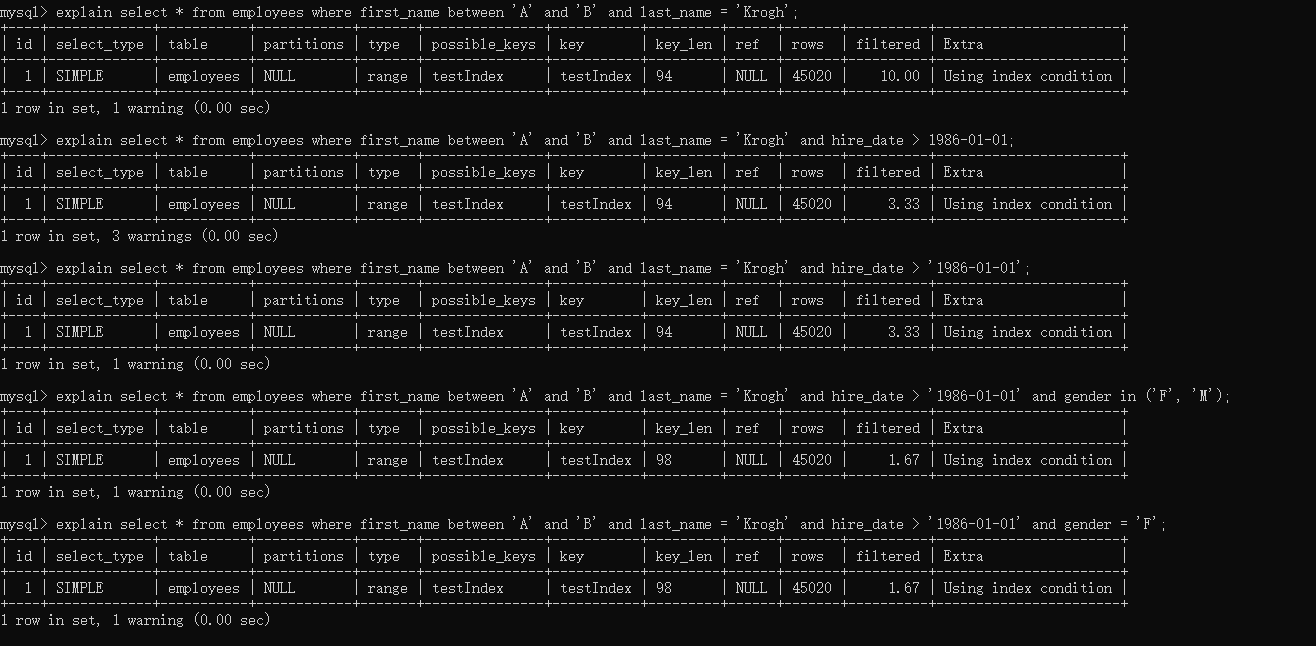 mysql> explain select * from employees where first_name between 'A' and 'B' and last_name = 'Krogh';
+----+-------------+-----------+------------+-------+---------------+-----------+---------+------+-------+----------+-----------------------+
| id | select_type | table     | partitions | type  | possible_keys | key       | key_len | ref  | rows  | filtered | Extra                 |
+----+-------------+-----------+------------+-------+---------------+-----------+---------+------+-------+----------+-----------------------+
|  1 | SIMPLE      | employees | NULL       | range | testIndex     | testIndex | 94      | NULL | 45020 |    10.00 | Using index condition |
+----+-------------+-----------+------------+-------+---------------+-----------+---------+------+-------+----------+-----------------------+
1 row in set, 1 warning (0.00 sec)

mysql> explain select * from employees where first_name between 'A' and 'B' and last_name = 'Krogh' and hire_date > 1986-01-01;
+----+-------------+-----------+------------+-------+---------------+-----------+---------+------+-------+----------+-----------------------+
| id | select_type | table     | partitions | type  | possible_keys | key       | key_len | ref  | rows  | filtered | Extra                 |
+----+-------------+-----------+------------+-------+---------------+-----------+---------+------+-------+----------+-----------------------+
|  1 | SIMPLE      | employees | NULL       | range | testIndex     | testIndex | 94      | NULL | 45020 |     3.33 | Using index condition |
+----+-------------+-----------+------------+-------+---------------+-----------+---------+------+-------+----------+-----------------------+
1 row in set, 3 warnings (0.00 sec)

mysql> explain select * from employees where first_name between 'A' and 'B' and last_name = 'Krogh' and hire_date > '1986-01-01';
+----+-------------+-----------+------------+-------+---------------+-----------+---------+------+-------+----------+-----------------------+
| id | select_type | table     | partitions | type  | possible_keys | key       | key_len | ref  | rows  | filtered | Extra                 |
+----+-------------+-----------+------------+-------+---------------+-----------+---------+------+-------+----------+-----------------------+
|  1 | SIMPLE      | employees | NULL       | range | testIndex     | testIndex | 94      | NULL | 45020 |     3.33 | Using index condition |
+----+-------------+-----------+------------+-------+---------------+-----------+---------+------+-------+----------+-----------------------+
1 row in set, 1 warning (0.00 sec)

mysql> explain select * from employees where first_name between 'A' and 'B' and last_name = 'Krogh' and hire_date > '1986-01-01' and gender in ('F', 'M');
+----+-------------+-----------+------------+-------+---------------+-----------+---------+------+-------+----------+-----------------------+
| id | select_type | table     | partitions | type  | possible_keys | key       | key_len | ref  | rows  | filtered | Extra                 |
+----+-------------+-----------+------------+-------+---------------+-----------+---------+------+-------+----------+-----------------------+
|  1 | SIMPLE      | employees | NULL       | range | testIndex     | testIndex | 98      | NULL | 45020 |     1.67 | Using index condition |
+----+-------------+-----------+------------+-------+---------------+-----------+---------+------+-------+----------+-----------------------+
1 row in set, 1 warning (0.00 sec)

mysql> explain select * from employees where first_name between 'A' and 'B' and last_name = 'Krogh' and hire_date > '1986-01-01' and gender = 'F';
+----+-------------+-----------+------------+-------+---------------+-----------+---------+------+-------+----------+-----------------------+
| id | select_type | table     | partitions | type  | possible_keys | key       | key_len | ref  | rows  | filtered | Extra                 |
+----+-------------+-----------+------------+-------+---------------+-----------+---------+------+-------+----------+-----------------------+
|  1 | SIMPLE      | employees | NULL       | range | testIndex     | testIndex | 98      | NULL | 45020 |     1.67 | Using index condition |
+----+-------------+-----------+------------+-------+---------------+-----------+---------+------+-------+----------+-----------------------+
1 row in set, 1 warning (0.00 sec)